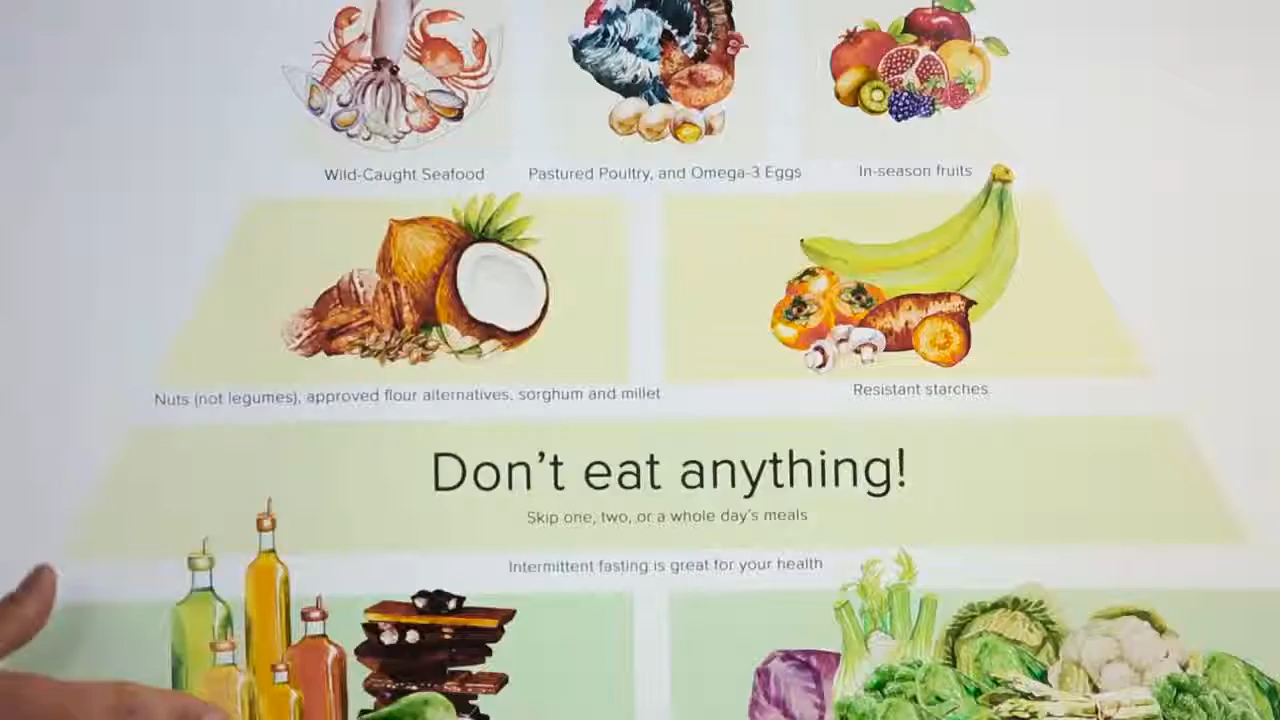 Wild-Caught Seafood
Pastured Poultry, and Omega-3 Eggs
In-season fruits
Nuts (not legumes), approved flour alternatives, sorghum and millet
Resistant starches
Don't eat anything!
Skip one, two, or a whole day's meals
Intermittent fasting is great for your health